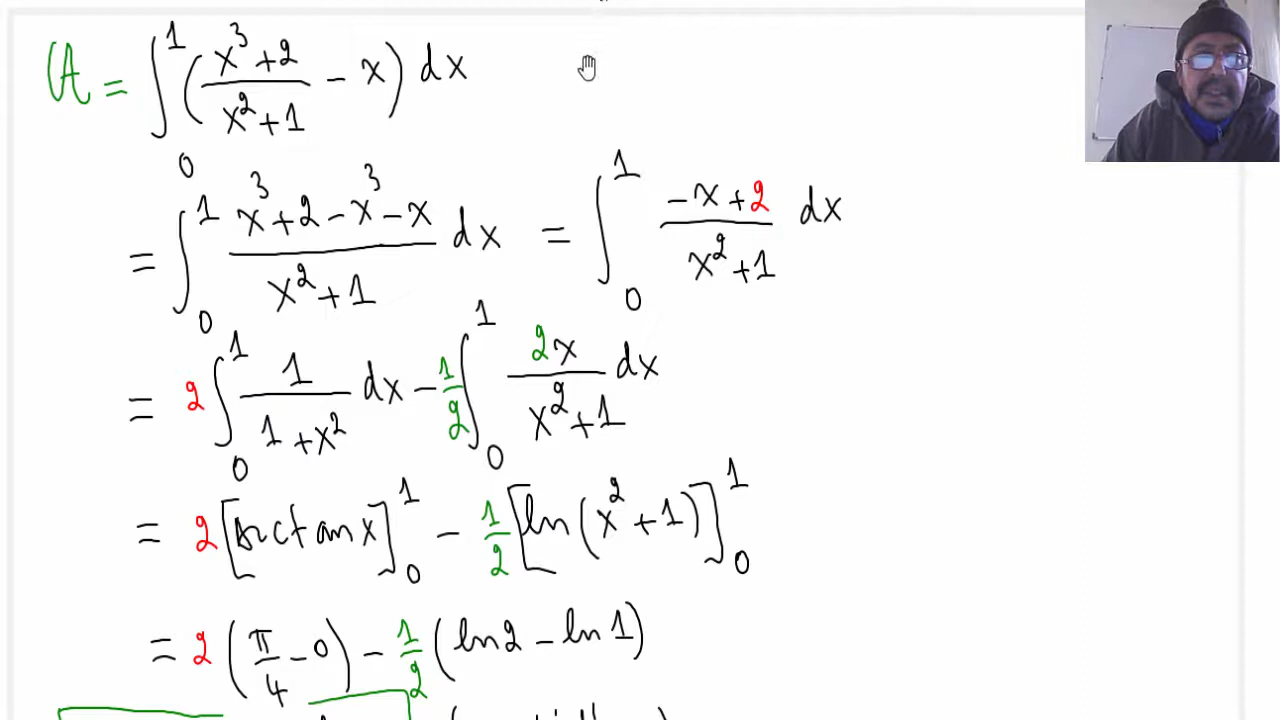 A = ∫₀¹ ( (x³+2)/(x²+1) − x ) dx
= ∫₀¹ (x³+2−x³−x)/(x²+1) dx = ∫₀¹ (−x+2)/(x²+1) dx
= 2 ∫₀¹ 1/(1+x²) dx − 1/2 ∫₀¹ 2x/(x²+1) dx
= 2 [arctan x]₀¹ − 1/2 [ln(x²+1)]₀¹
= 2 (π/4 − 0) − 1/2 (ln2 − ln1)